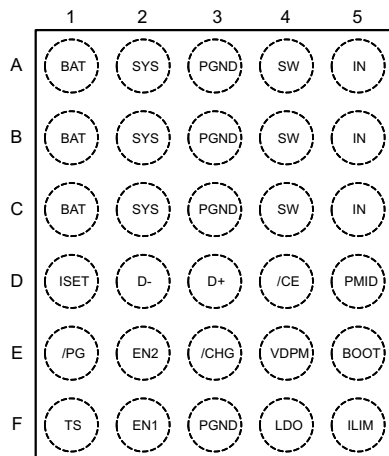 1 2 3 4 5
A BAT SYS PGND SW IN
B BAT SYS PGND SW IN
C BAT SYS PGND SW IN
D ISET D- D+ /CE PMID
E /PG EN2 /CHG VDPM BOOT
F TS EN1 PGND LDO ILIM